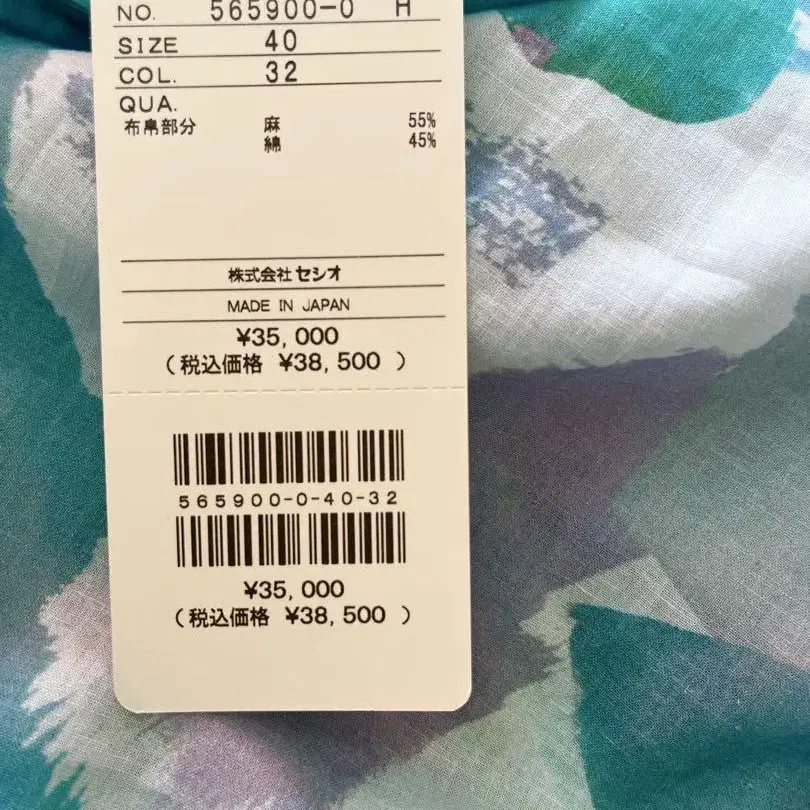 NO. 565900-0 H
SIZE 40
COL. 32
QUA.
布帛部分 麻 55%
綿 45%
株式会社セシオ
MADE IN JAPAN
¥35,000
(税込価格 ¥38,500 )
565900-0-40-32
¥35,000
(税込価格 ¥38,500 )